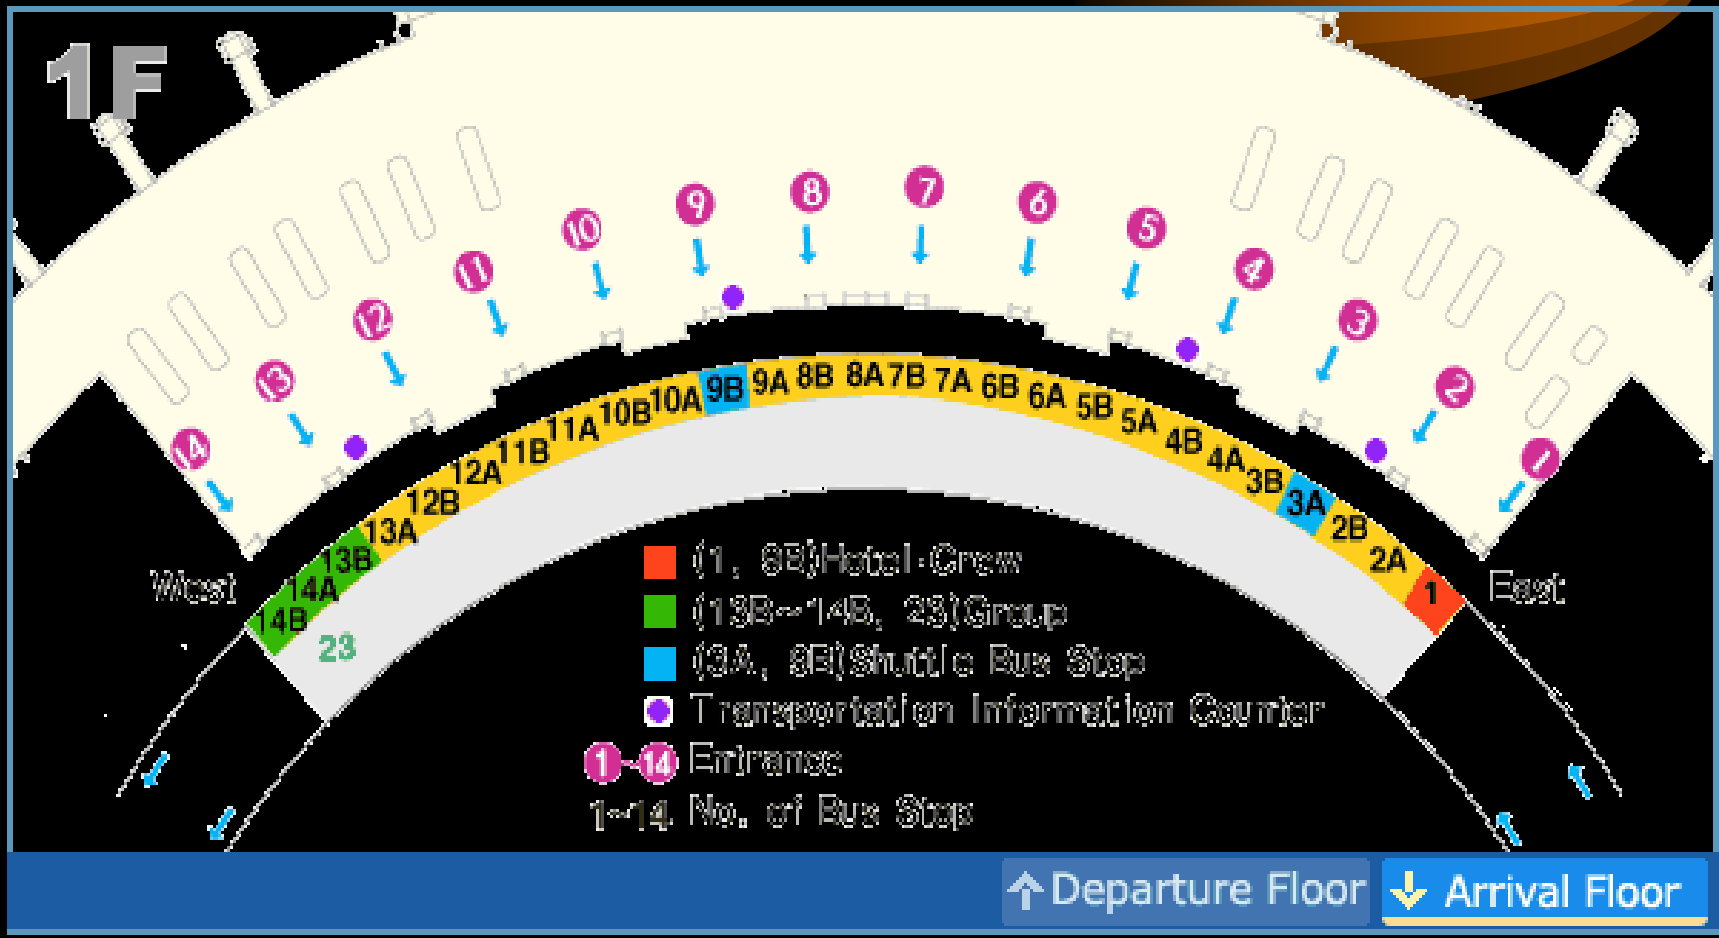 1F
9 8 7 6
10 5
11 4
12 3
13 2
14 1
14B 14A 13B 13A 12B 12A 11B 11A 10B 10A 9B 9A 8B 8A 7B 7A 6B 6A 5B 5A 4B 4A 3B 3A 2B 2A 1
West
East
23
(1, 9B)Hotel·Crew
(13B~14B, 23)Group
(3A, 9B)Shuttle Bus Stop
Transportation Information Counter
1~14 Entrance
1~14. No. of Bus Stop
Departure Floor
Arrival Floor